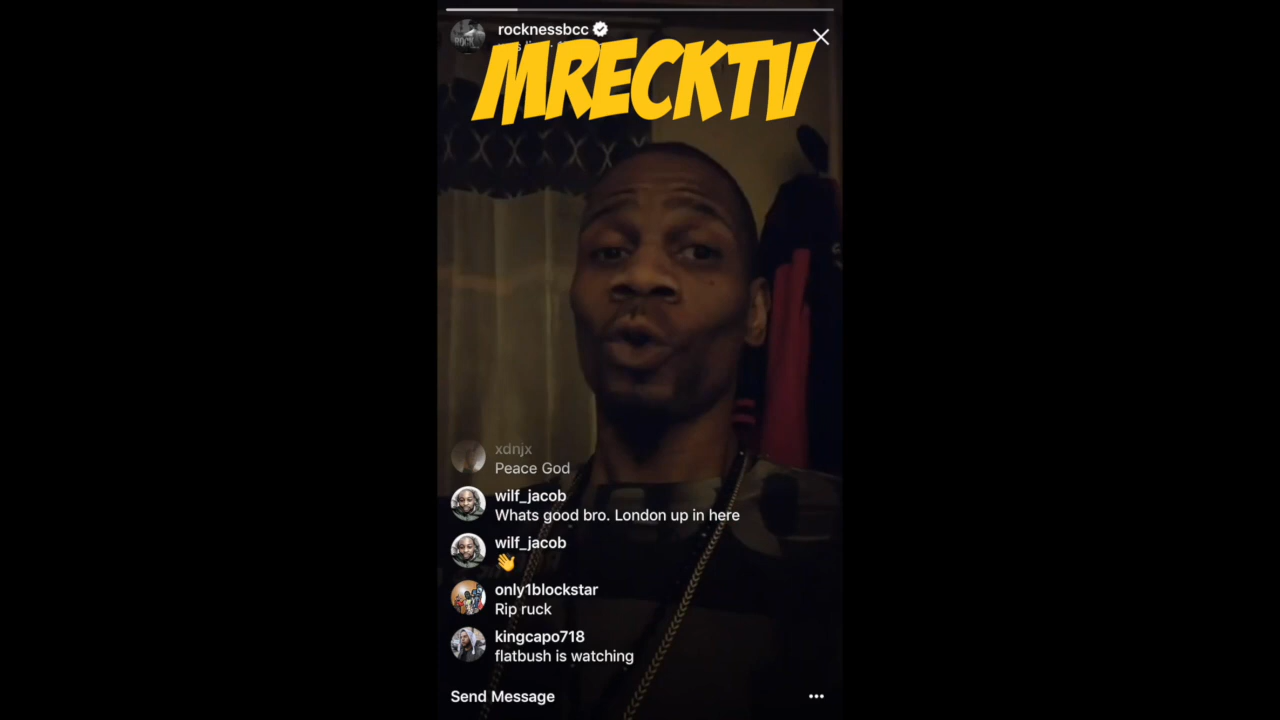 rocknessbcc
MRECKTV
xdnjx
Peace God
wilf_jacob
Whats good bro. London up in here
wilf_jacob
👋
only1blockstar
Rip ruck
kingcapo718
flatbush is watching
Send Message